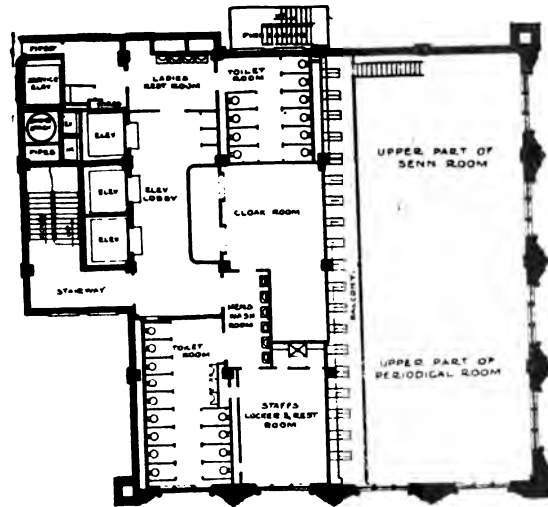 PIPES
SERVICE
ELEV
PIPES
LADIES
REST ROOM
TOILET
ROOM
ELEV
ELEV
ELEV
ELEV
LOBBY
CLOAK ROOM
STAIRWAY
MENS
WASH
ROOM
TOILET
ROOM
STAFFS
LOCKER & REST
ROOM
BALCONY
UPPER PART OF
SENN ROOM
UPPER PART OF
PERIODICAL ROOM